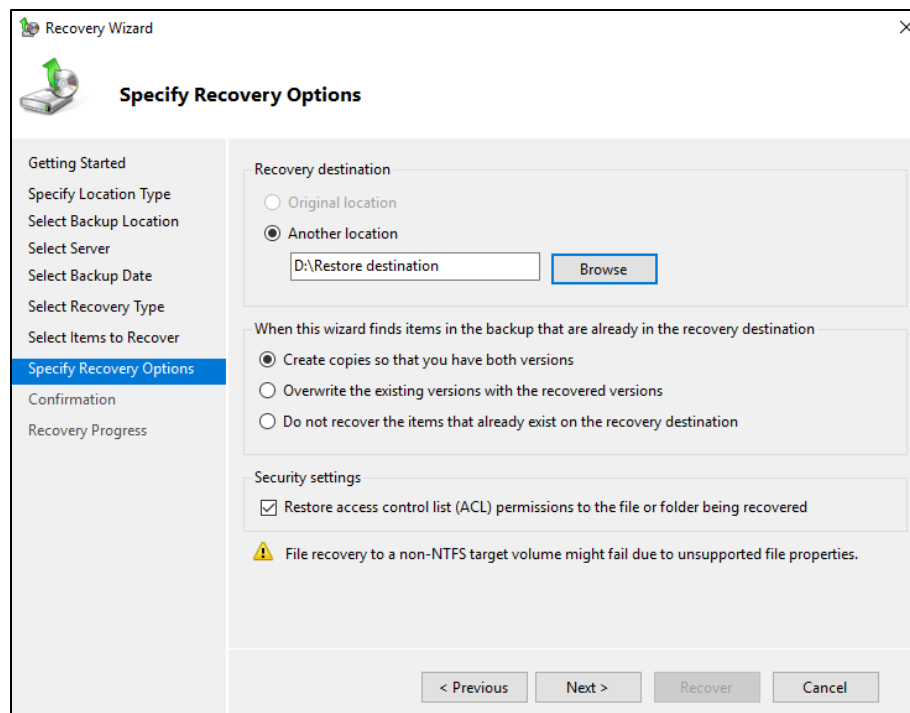 Recovery Wizard
Specify Recovery Options
Getting Started
Specify Location Type
Select Backup Location
Select Server
Select Backup Date
Select Recovery Type
Select Items to Recover
Specify Recovery Options
Confirmation
Recovery Progress
Recovery destination
Original location
Another location
D:\Restore destination
Browse
When this wizard finds items in the backup that are already in the recovery destination
Create copies so that you have both versions
Overwrite the existing versions with the recovered versions
Do not recover the items that already exist on the recovery destination
Security settings
Restore access control list (ACL) permissions to the file or folder being recovered
File recovery to a non-NTFS target volume might fail due to unsupported file properties.
< Previous
Next >
Recover
Cancel